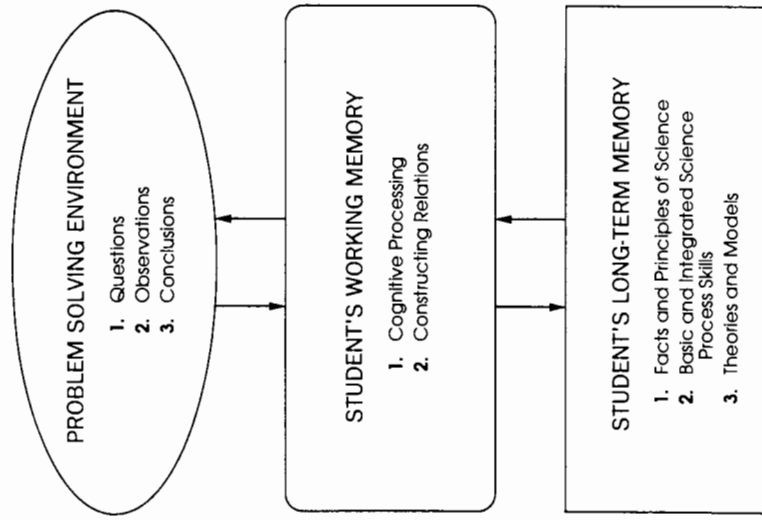 PROBLEM SOLVING ENVIRONMENT
1. Questions
2. Observations
3. Conclusions
STUDENT'S WORKING MEMORY
1. Cognitive Processing
2. Constructing Relations
STUDENT'S LONG-TERM MEMORY
1. Facts and Principles of Science
2. Basic and Integrated Science
Process Skills
3. Theories and Models